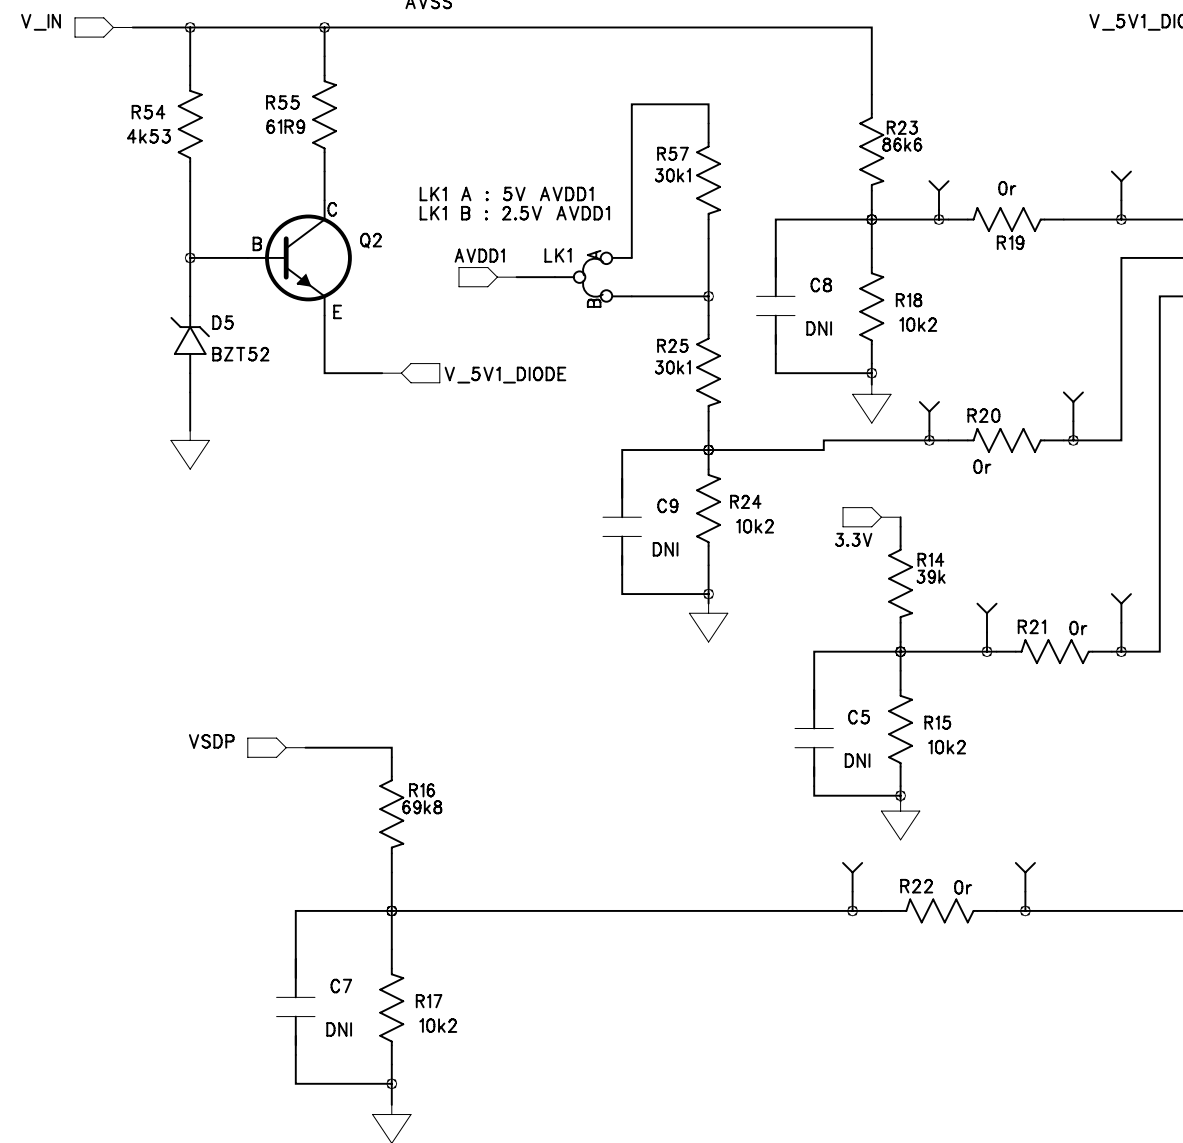 AVSS
V_IN
V_5V1_DIO
R54
4k53
R55
61R9
R23
86k6
R57
30k1
LK1 A : 5V AVDD1
LK1 B : 2.5V AVDD1
0r
R19
C
B
Q2
E
AVDD1
LK1
A
B
C8
DNI
R18
10k2
D5
BZT52
R25
30k1
V_5V1_DIODE
R20
0r
C9
DNI
R24
10k2
3.3V
R14
39k
R21 0r
C5
DNI
R15
10k2
VSDP
R16
69k8
R22 0r
C7
DNI
R17
10k2